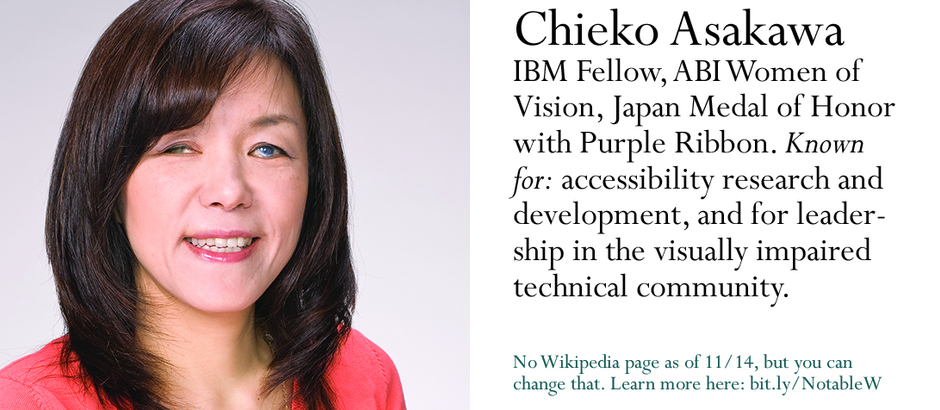 Chieko Asakawa
IBM Fellow, ABI Women of
Vision, Japan Medal of Honor
with Purple Ribbon. Known
for: accessibility research and
development, and for leader-
ship in the visually impaired
technical community.
No Wikipedia page as of 11/14, but you can
change that. Learn more here: bit.ly/NotableW